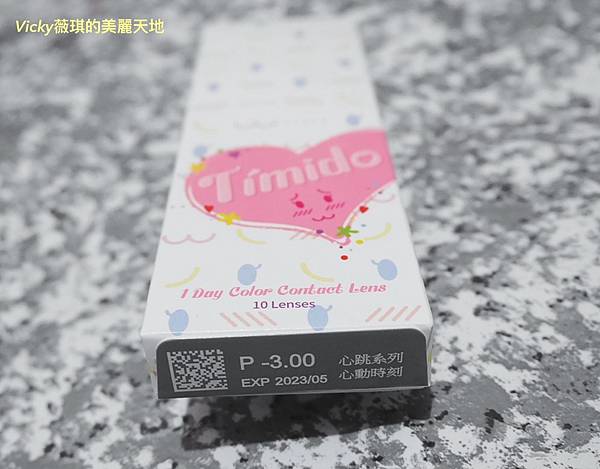 Vicky薇琪的美麗天地
Tímido
1 Day Color Contact Lens
10 Lenses
P -3.00
EXP 2023/05
心跳系列
心動時刻